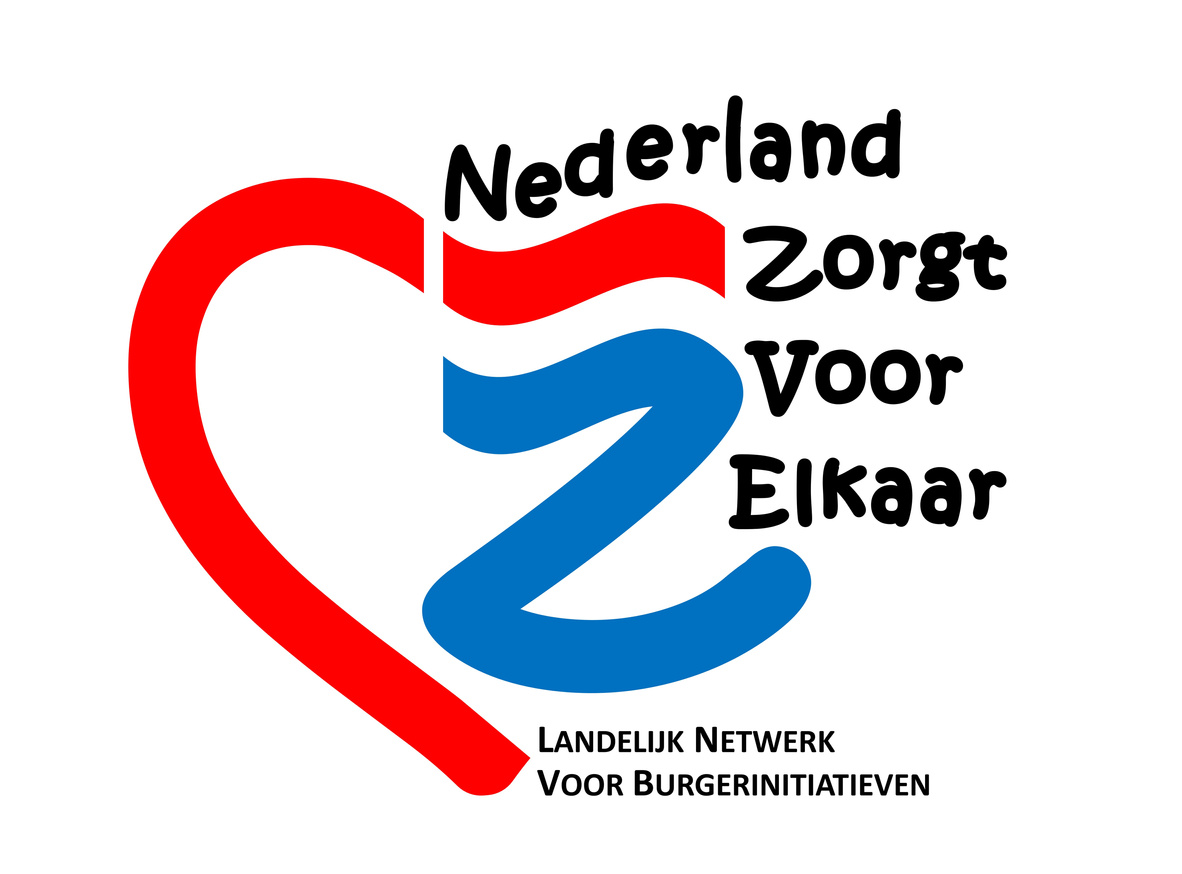 Nederland
Zorgt
Voor
Elkaar
LANDELIJK NETWERK
VOOR BURGERINITIATIEVEN